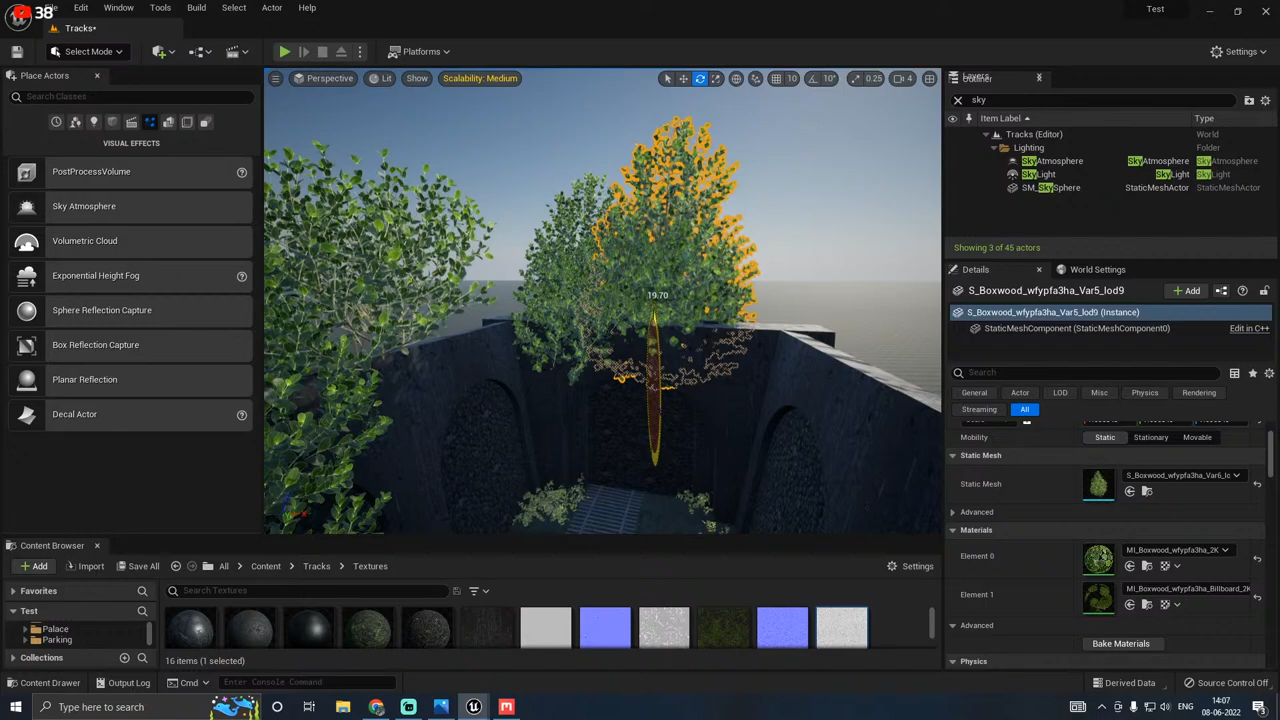 38
File Edit Window Tools Build Select Actor Help
Test
Tracks•
Select Mode
Platforms
Settings
Place Actors
Search Classes
VISUAL EFFECTS
PostProcessVolume
Sky Atmosphere
Volumetric Cloud
Exponential Height Fog
Sphere Reflection Capture
Box Reflection Capture
Planar Reflection
Decal Actor
Perspective Lit Show Scalability: Medium
10 10° 0.25 4
19.70
Outliner
sky
Item Label Type
Tracks (Editor) World
Lighting Folder
SkyAtmosphere SkyAtmosphere SkyAtmosphere
SkyLight SkyLight SkyLight
SM_SkySphere StaticMeshActor StaticMeshActor
Showing 3 of 45 actors
Details World Settings
S_Boxwood_wfypfa3ha_Var5_lod9
Add
S_Boxwood_wfypfa3ha_Var5_lod9 (Instance)
StaticMeshComponent (StaticMeshComponent0) Edit in C++
Search
General Actor LOD Misc Physics Rendering
Streaming All
Mobility Static Stationary Movable
Static Mesh
Static Mesh S_Boxwood_wfypfa3ha_Var6_lc
Advanced
Materials
Element 0 MI_Boxwood_wfypfa3ha_2K
Element 1 MI_Boxwood_wfypfa3ha_Billboard_2K
Advanced
Bake Materials
Physics
Content Browser
Add Import Save All All Content Tracks Textures Settings
Favorites
Test
Palace
Parking
Collections
Search Textures
16 items (1 selected)
Content Drawer Output Log Cmd Enter Console Command Derived Data Source Control Off
Type here to search
ENG
14:07
08-06-2022
3